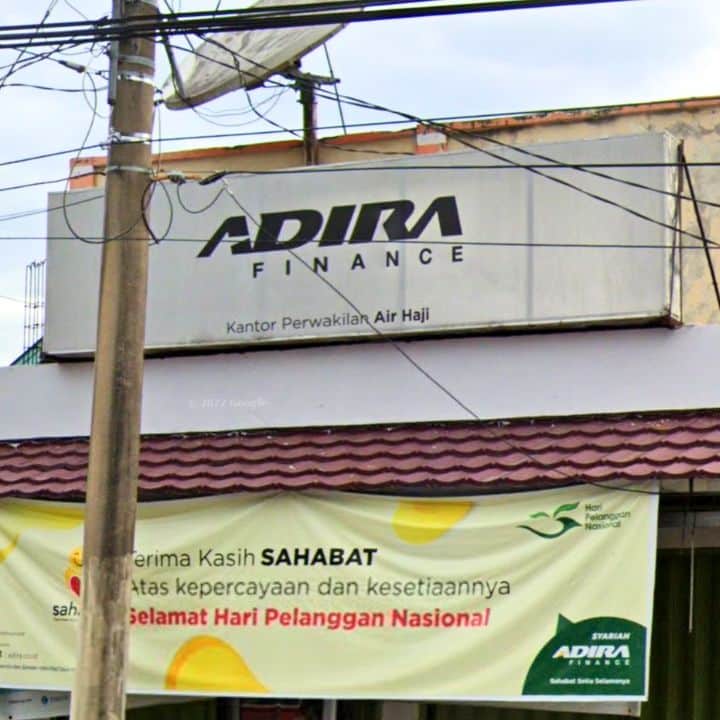 ADIRA
FINANCE
Kantor Perwakilan Air Haji
© 2022 Google
Hari
Pelanggan
Nasional
Terima Kasih SAHABAT
Atas kepercayaan dan kesetiaannya
Selamat Hari Pelanggan Nasional
sah
SYARIAH
ADIRA
FINANCE
Sahabat Setia Selamanya